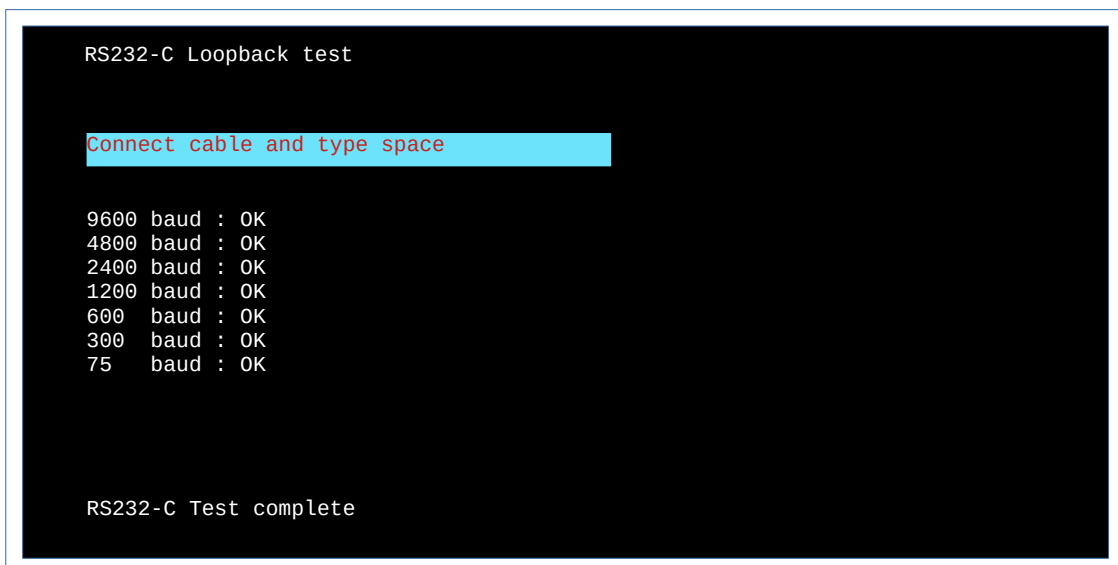 RS232-C Loopback test
Connect cable and type space
9600 baud : OK
4800 baud : OK
2400 baud : OK
1200 baud : OK
600  baud : OK
300  baud : OK
75   baud : OK
RS232-C Test complete